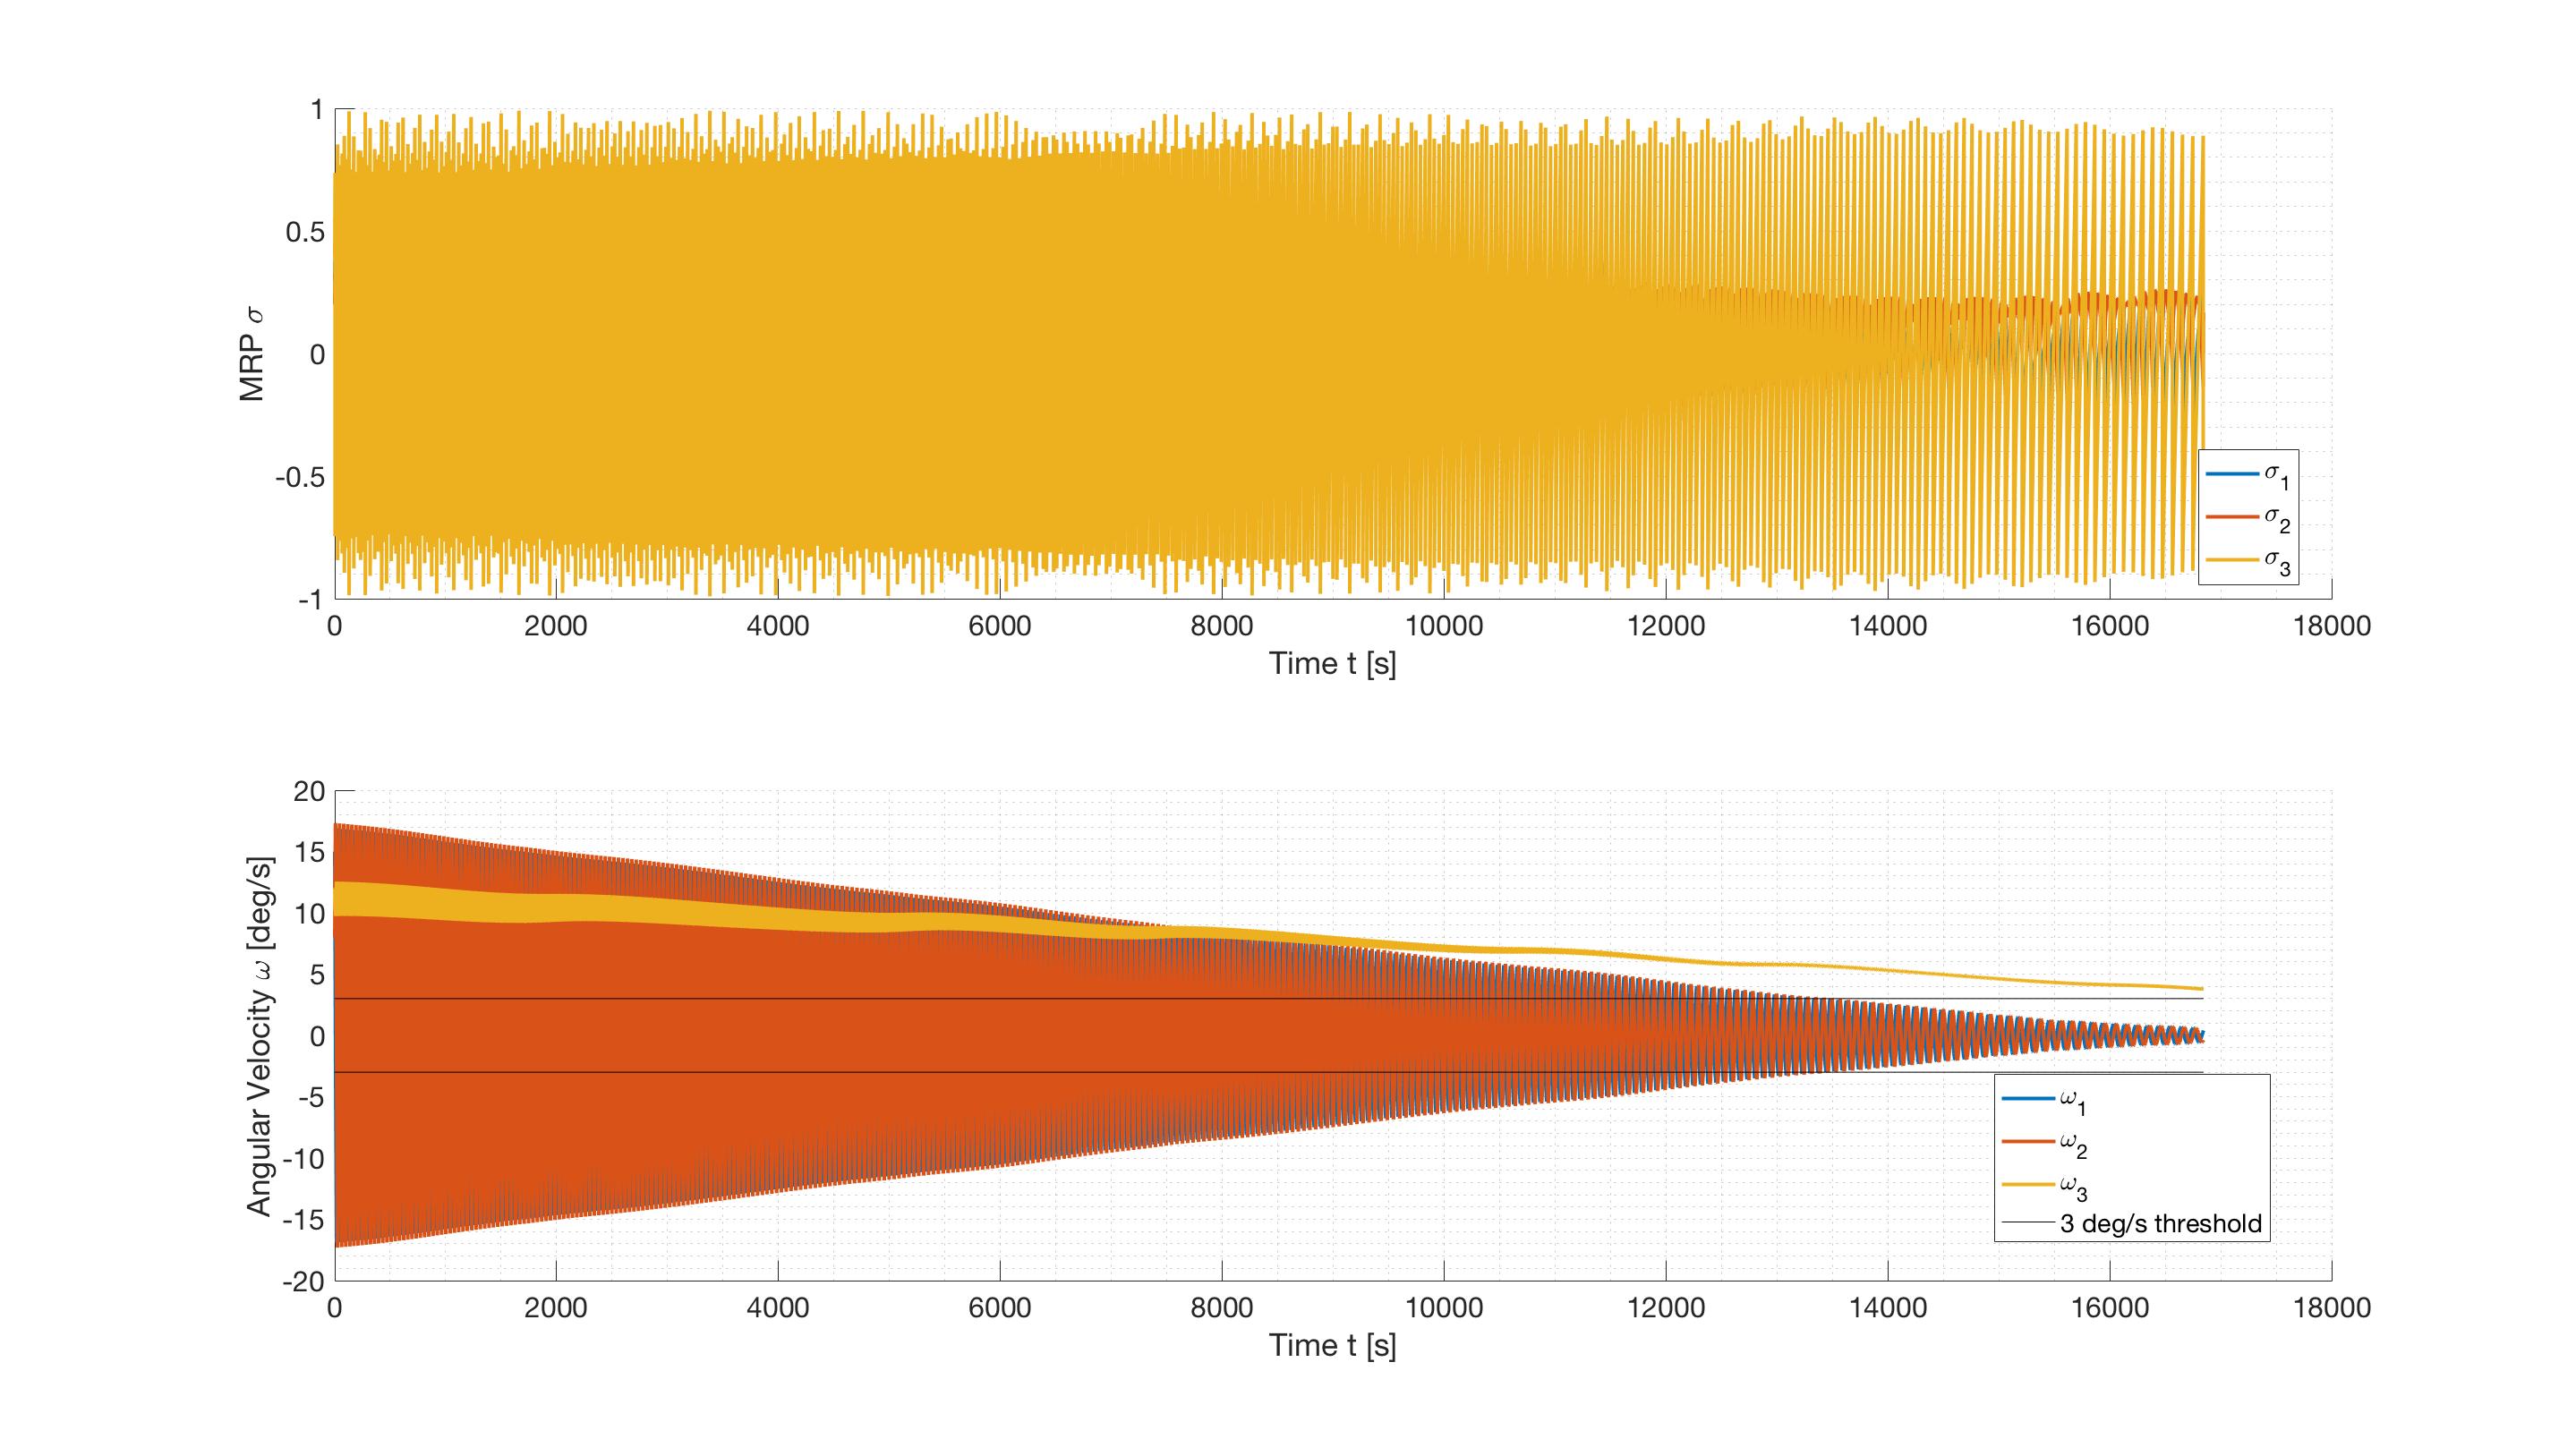 1
0.5
0
-0.5
-1
MRP σ
0 2000 4000 6000 8000 10000 12000 14000 16000 18000
Time t [s]
σ1
σ2
σ3
20
15
10
5
0
-5
-10
-15
-20
Angular Velocity ω [deg/s]
0 2000 4000 6000 8000 10000 12000 14000 16000 18000
Time t [s]
ω1
ω2
ω3
3 deg/s threshold